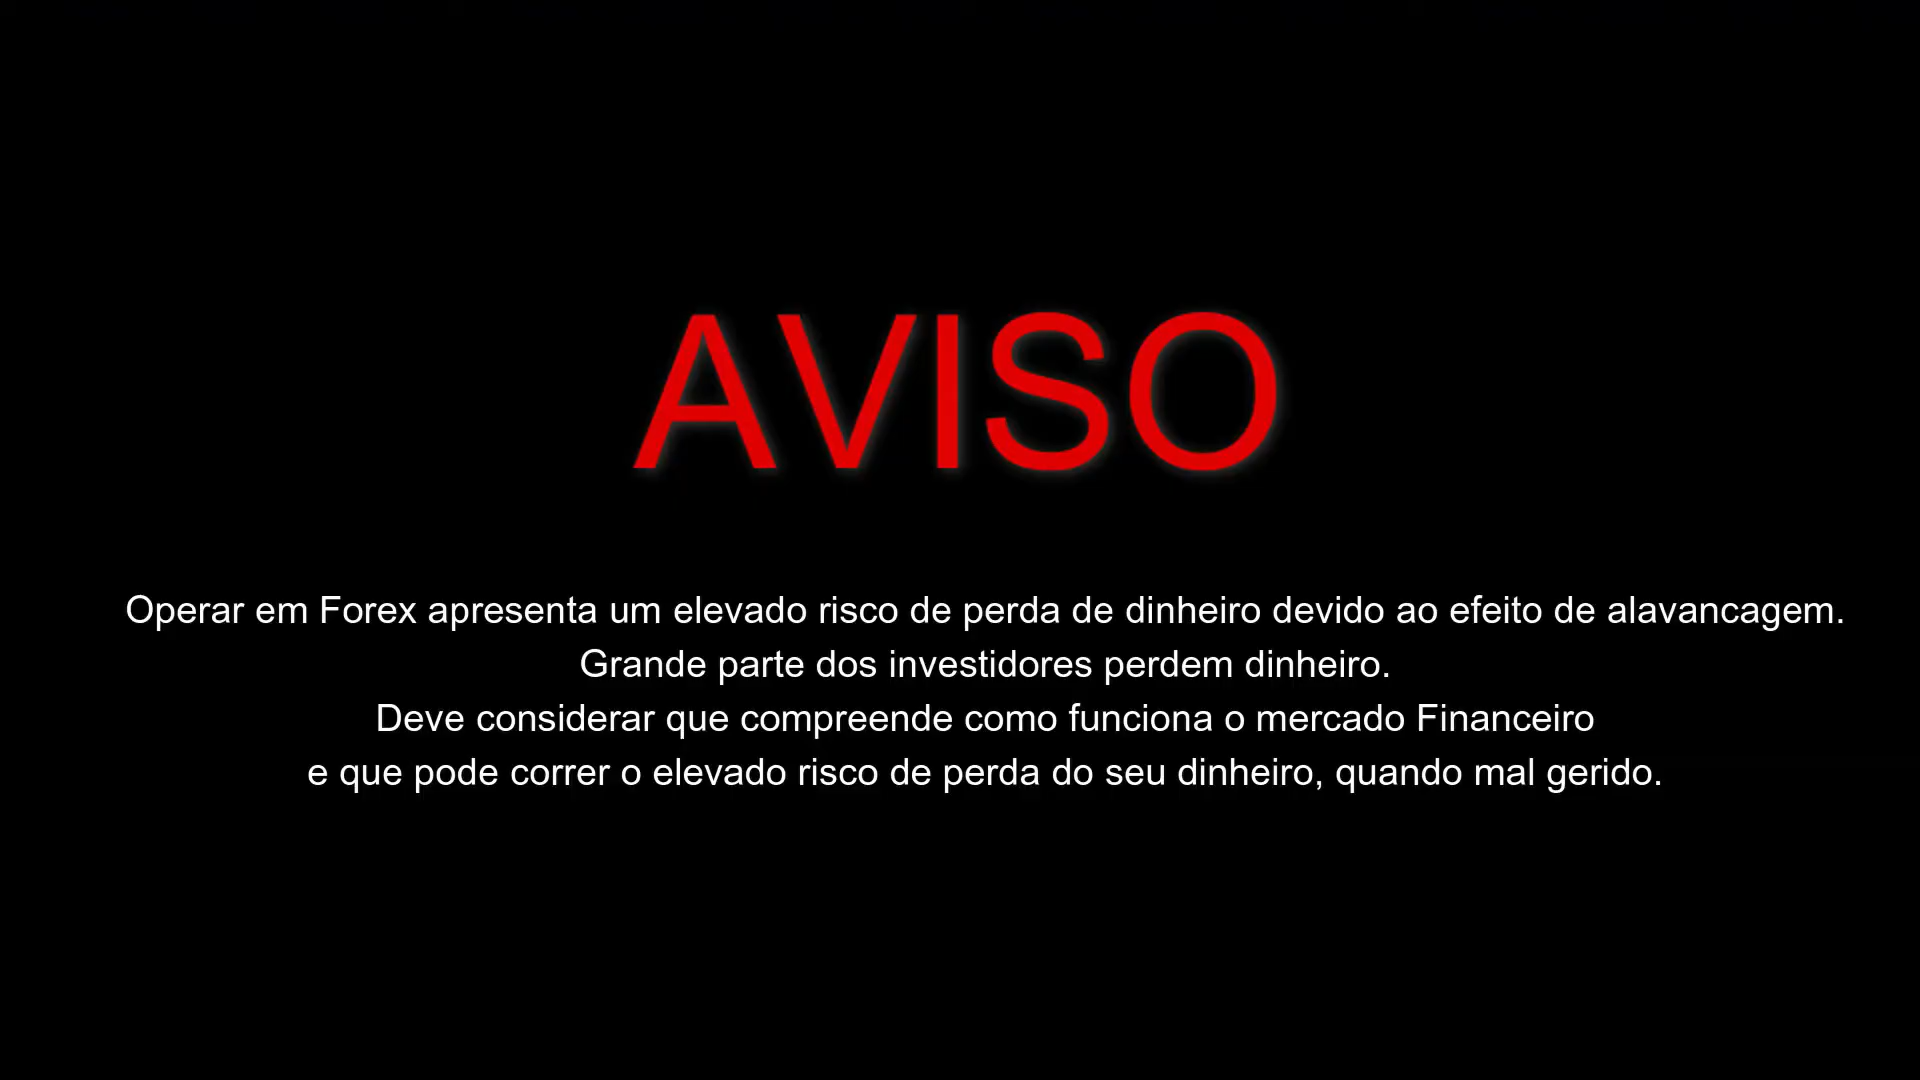 AVISO
Operar em Forex apresenta um elevado risco de perda de dinheiro devido ao efeito de alavancagem.
Grande parte dos investidores perdem dinheiro.
Deve considerar que compreende como funciona o mercado Financeiro
e que pode correr o elevado risco de perda do seu dinheiro, quando mal gerido.